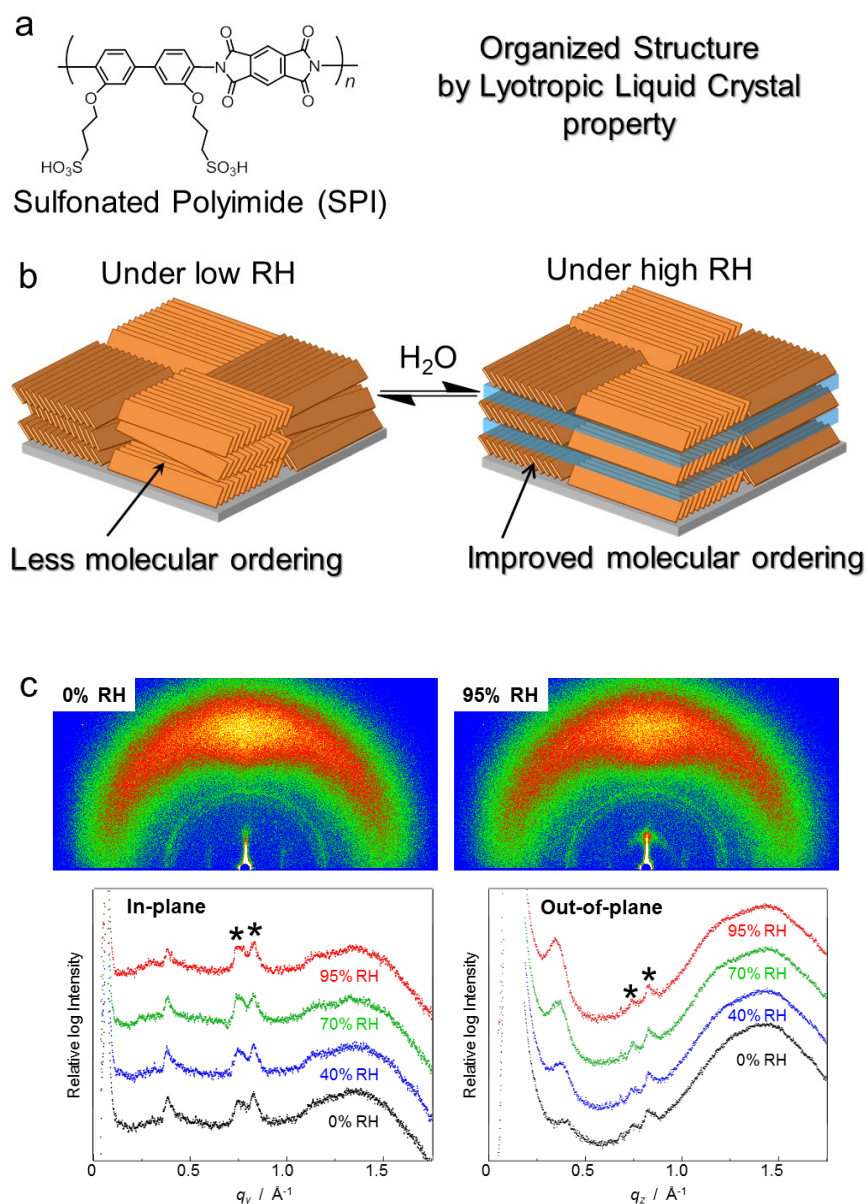 a
O
O
N
N
O
O
n
O
O
HO₃S
SO₃H
Organized Structure
by Lyotropic Liquid Crystal
property
Sulfonated Polyimide (SPI)
b
Under low RH
Under high RH
H₂O
Less molecular ordering
Improved molecular ordering
c
0% RH
95% RH
In-plane
* *
95% RH
70% RH
40% RH
0% RH
Relative log Intensity
0 0.5 1.0 1.5
qy / Å-1
Out-of-plane
* *
95% RH
70% RH
40% RH
0% RH
Relative log Intensity
0 0.5 1.0 1.5
qz / Å-1